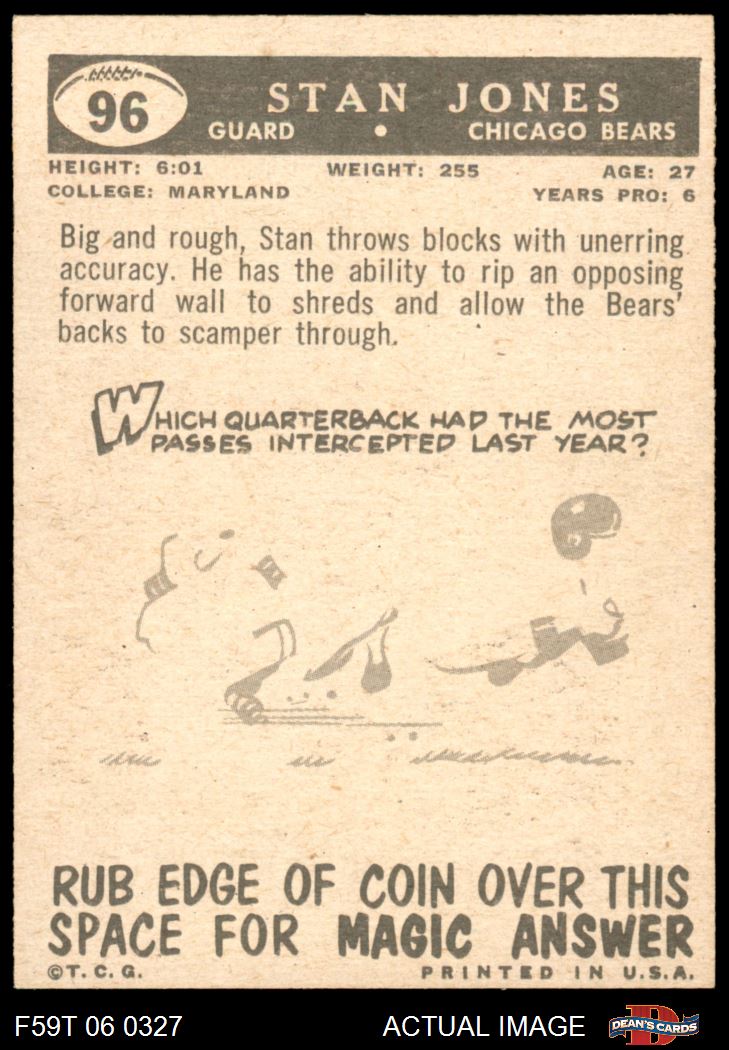 96
STAN JONES
GUARD • CHICAGO BEARS
HEIGHT: 6:01 WEIGHT: 255 AGE: 27
COLLEGE: MARYLAND YEARS PRO: 6
Big and rough, Stan throws blocks with unerring
accuracy. He has the ability to rip an opposing
forward wall to shreds and allow the Bears'
backs to scamper through.
WHICH QUARTERBACK HAD THE MOST
PASSES INTERCEPTED LAST YEAR?
RUB EDGE OF COIN OVER THIS
SPACE FOR MAGIC ANSWER
©T. C. G. PRINTED IN U.S.A.
F59T 06 0327 ACTUAL IMAGE DEAN'S CARDS